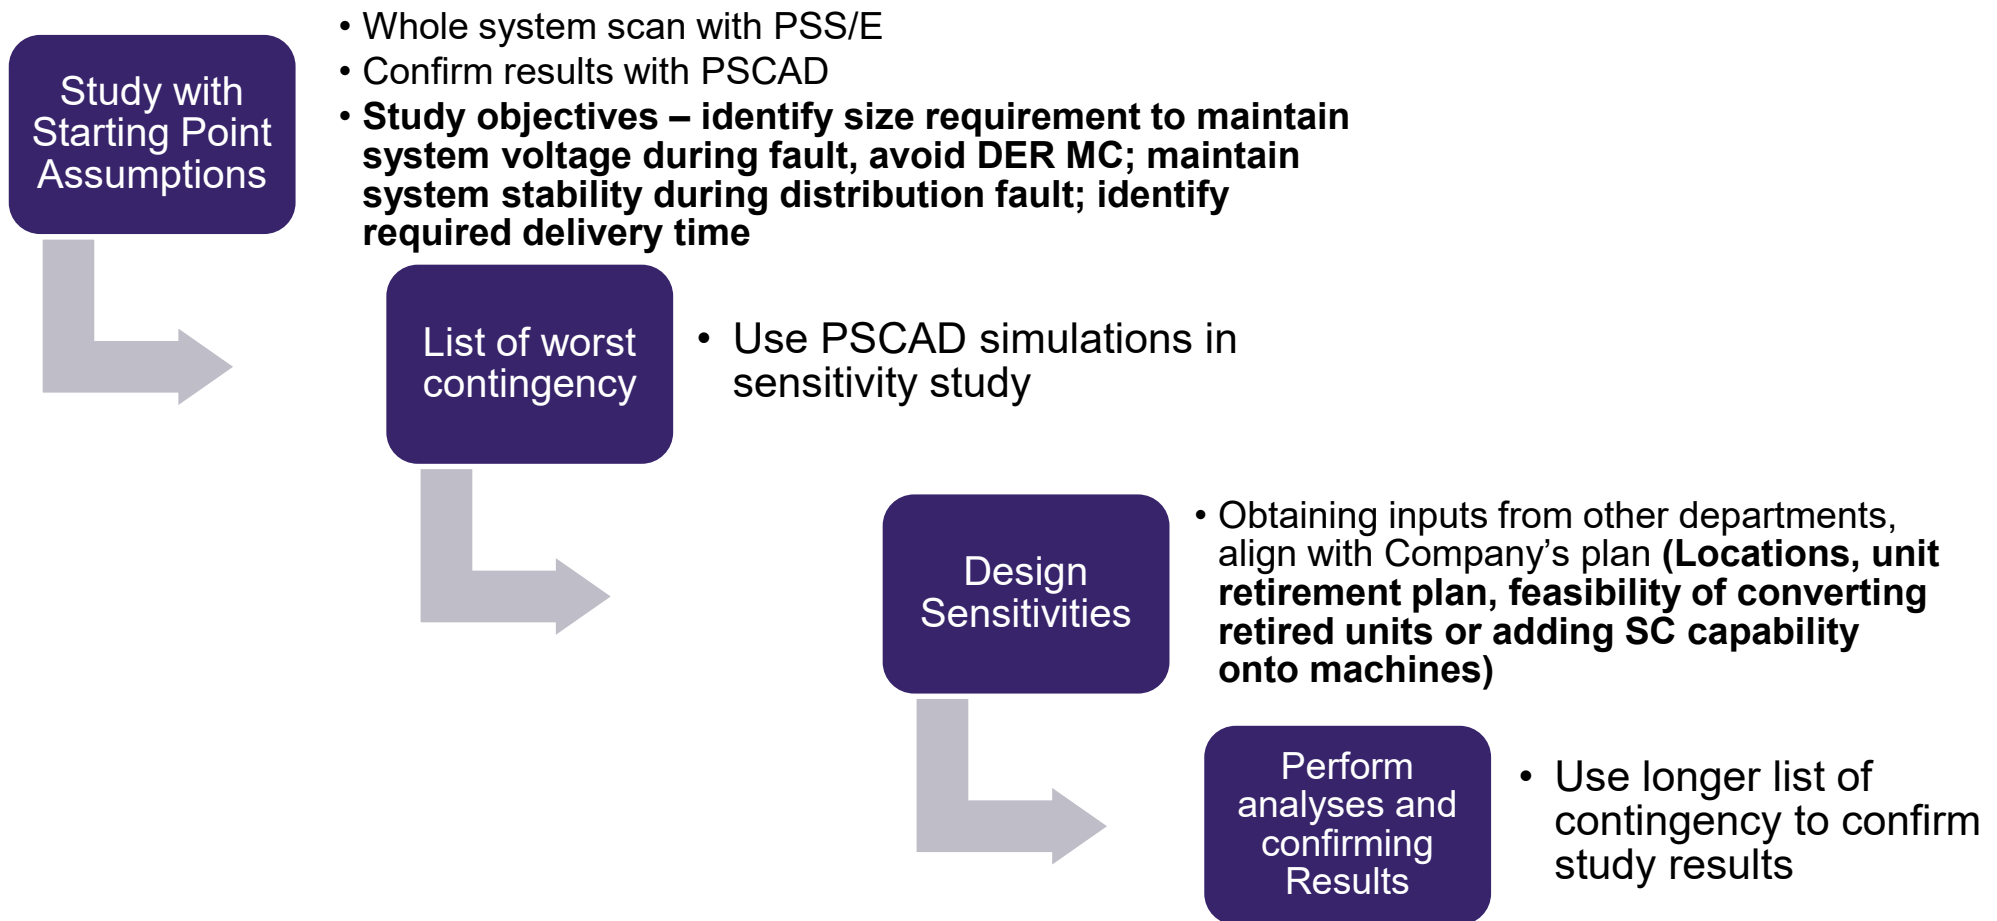 Study with
Starting Point
Assumptions
• Whole system scan with PSS/E
• Confirm results with PSCAD
• Study objectives – identify size requirement to maintain
system voltage during fault, avoid DER MC; maintain
system stability during distribution fault; identify
required delivery time
List of worst
contingency
• Use PSCAD simulations in
sensitivity study
Design
Sensitivities
• Obtaining inputs from other departments,
align with Company’s plan (Locations, unit
retirement plan, feasibility of converting
retired units or adding SC capability
onto machines)
Perform
analyses and
confirming
Results
• Use longer list of
contingency to confirm
study results